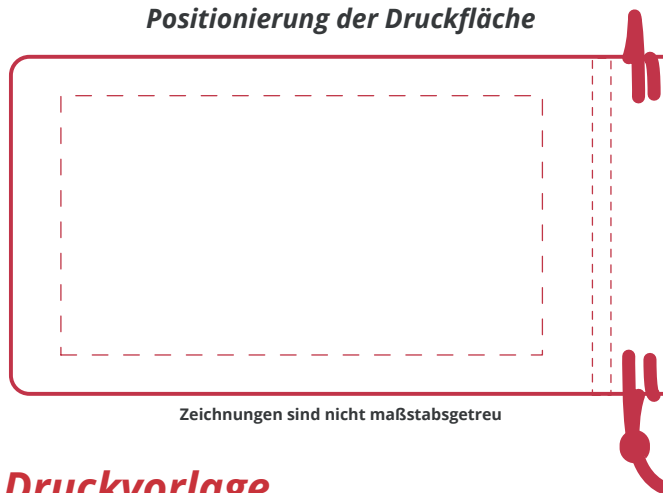 Positionierung der Druckfläche
Zeichnungen sind nicht maßstabsgetreu
Druckvorlage